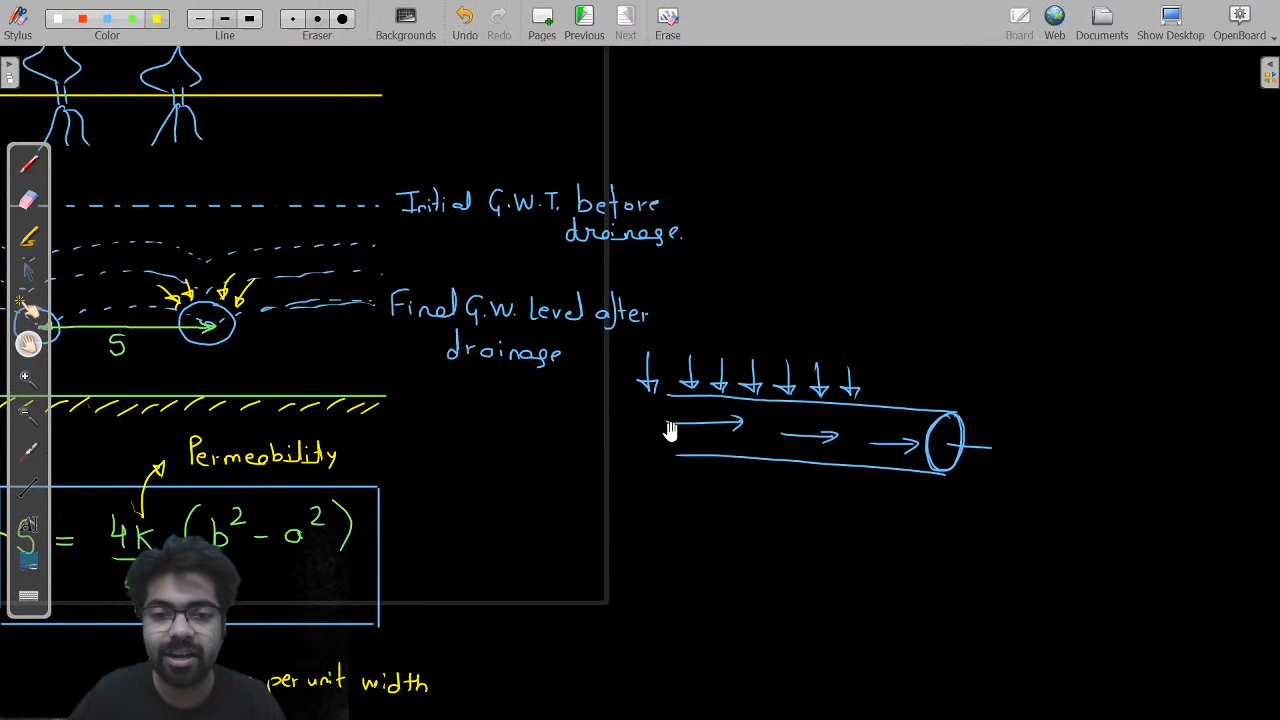 Stylus
Color
Line
Eraser
Backgrounds
Undo
Redo
Pages
Previous
Next
Erase
Board
Web
Documents
Show Desktop
OpenBoard
Initial G.W.T. before
drainage.
Final G.W. level after
drainage
S
Permeability
S = 4k (b² - a²)
per unit width